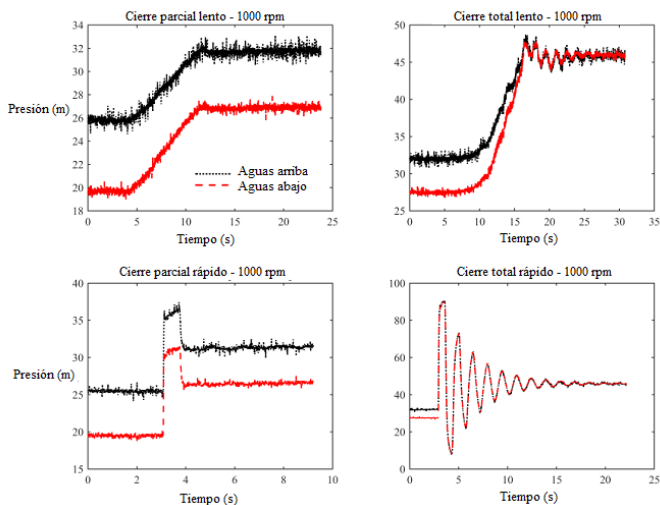 Cierre parcial lento - 1000 rpm
Cierre total lento - 1000 rpm
34
32
30
28
26
24
22
20
18
Presión (m)
Aguas arriba
Aguas abajo
0 5 10 15 20 25
Tiempo (s)
50
45
40
35
30
25
0 5 10 15 20 25 30 35
Tiempo (s)
Cierre parcial rápido - 1000 rpm
Cierre total rápido - 1000 rpm
40
35
30
25
20
15
Presión (m)
0 2 4 6 8 10
Tiempo (s)
100
80
60
40
20
0
0 5 10 15 20 25
Tiempo (s)